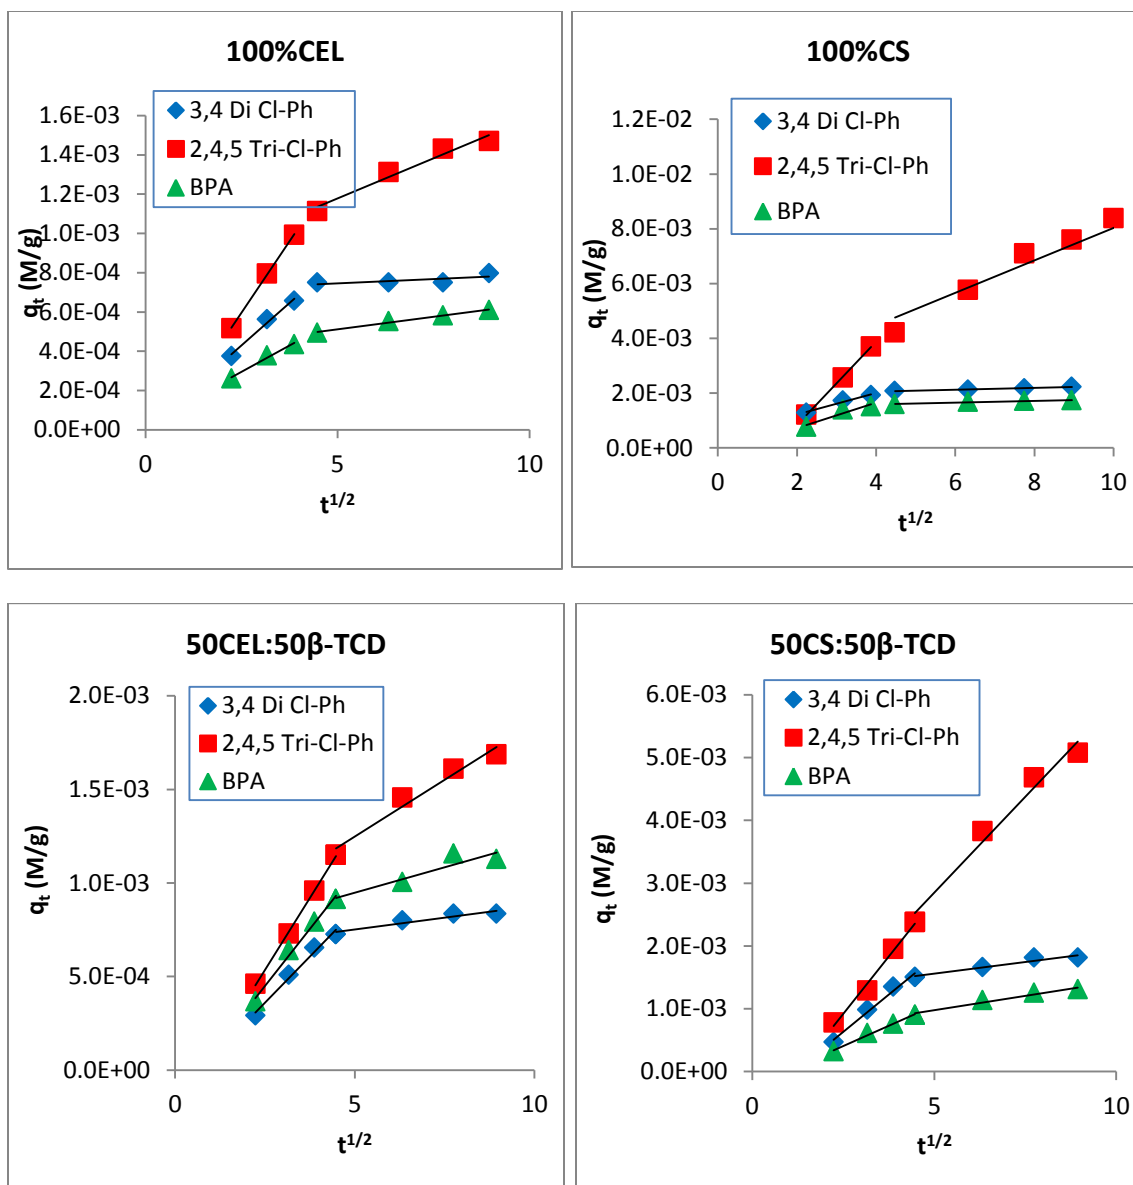 100%CEL
3,4 Di Cl-Ph
2,4,5 Tri-Cl-Ph
BPA
1.6E-03
1.4E-03
1.2E-03
1.0E-03
8.0E-04
6.0E-04
4.0E-04
2.0E-04
0.0E+00
qt (M/g)
0 5 10
t1/2
100%CS
3,4 Di Cl-Ph
2,4,5 Tri-Cl-Ph
BPA
1.2E-02
1.0E-02
8.0E-03
6.0E-03
4.0E-03
2.0E-03
0.0E+00
qt (M/g)
0 2 4 6 8 10
t1/2
50CEL:50β-TCD
3,4 Di Cl-Ph
2,4,5 Tri-Cl-Ph
BPA
2.0E-03
1.5E-03
1.0E-03
5.0E-04
0.0E+00
qt (M/g)
0 5 10
t1/2
50CS:50β-TCD
3,4 Di Cl-Ph
2,4,5 Tri-Cl-Ph
BPA
6.0E-03
5.0E-03
4.0E-03
3.0E-03
2.0E-03
1.0E-03
0.0E+00
qt (M/g)
0 5 10
t1/2